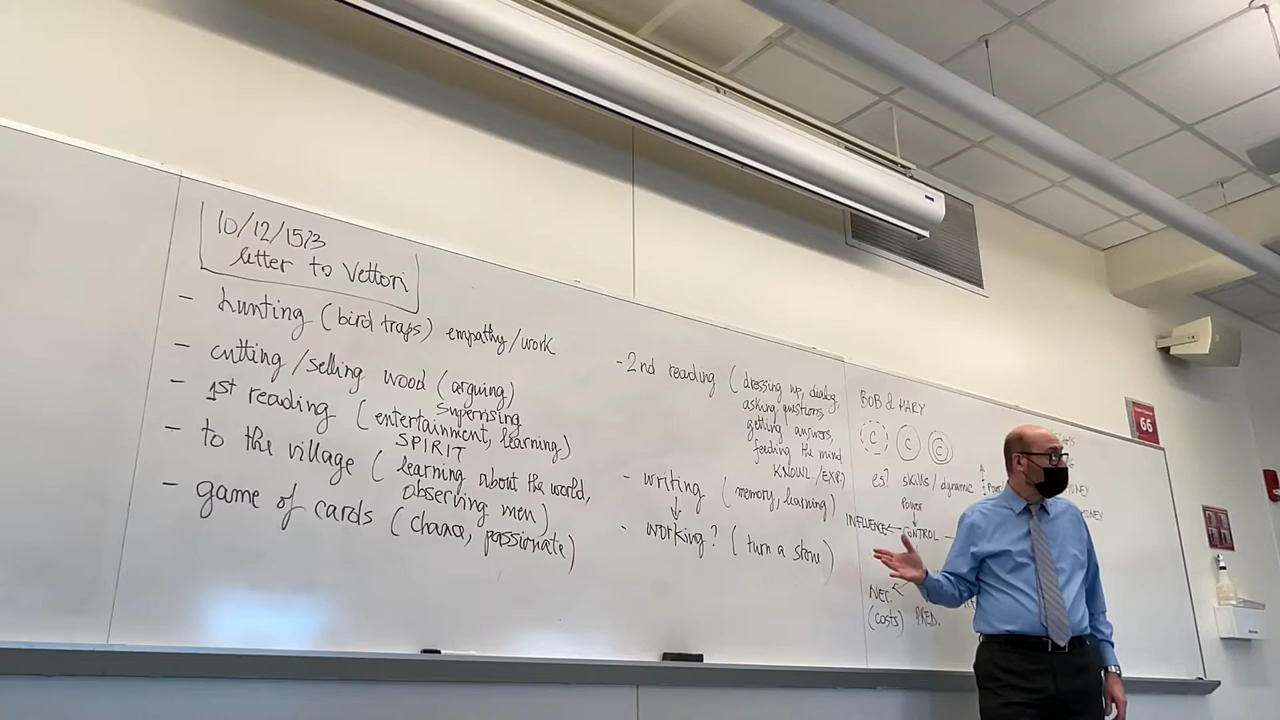 10/12/1513
letter to Vettori
- hunting (bird traps) empathy/work
- cutting/selling wood (arguing)
supervising
- 1st reading (entertainment, learning)
SPIRIT
- to the village (learning about the world,
observing men)
- game of cards (chance, passionate)
- 2nd reading (dressing up, dialog,
asking questions,
getting answers,
feeding the mind
KNOWL/EXP.)
- writing (memory, learning)
- working? (turn a stone)
BOB & MARY
C C C
es? skills/dynamic
Power
INFLUENCE ← CONTROL
NEC.
(costs) PRED.
66